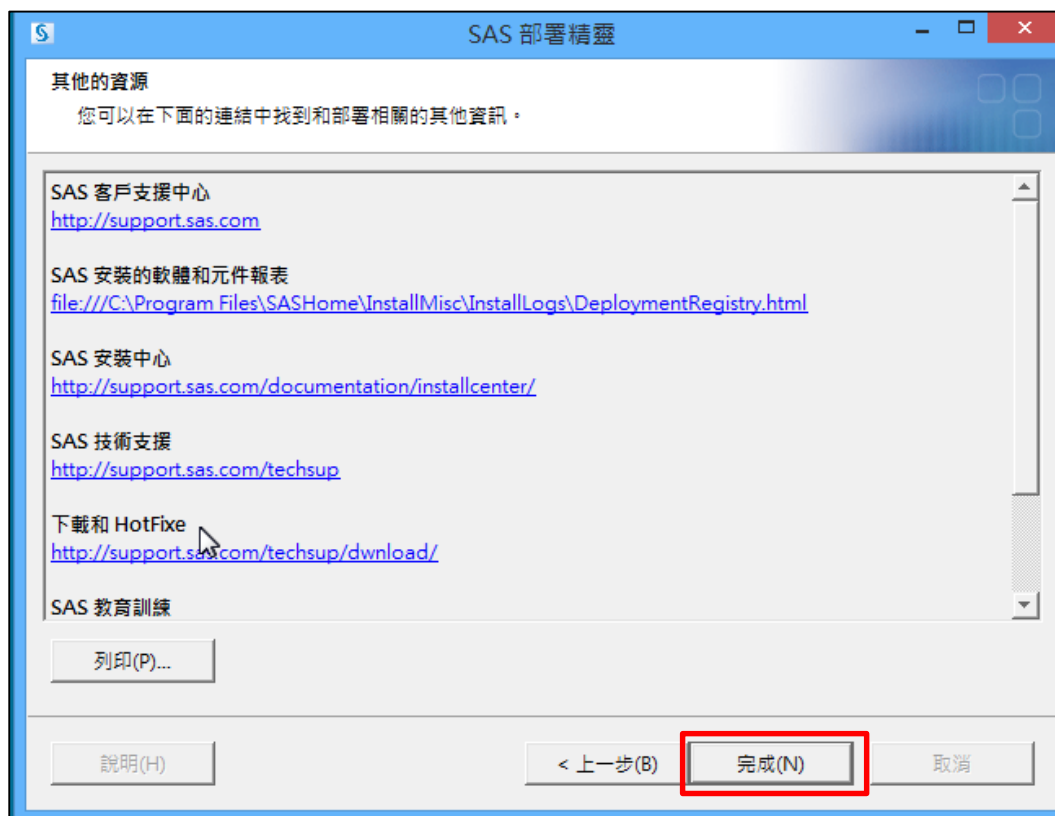 SAS 部署精靈
其他的資源
您可以在下面的連結中找到和部署相關的其他資訊。
SAS 客戶支援中心
http://support.sas.com
SAS 安裝的軟體和元件報表
file:///C:\Program Files\SASHome\InstallMisc\InstallLogs\DeploymentRegistry.html
SAS 安裝中心
http://support.sas.com/documentation/installcenter/
SAS 技術支援
http://support.sas.com/techsup
下載和 HotFixe
http://support.sas.com/techsup/dwnload/
SAS 教育訓練
列印(P)...
說明(H)
< 上一步(B)
完成(N)
取消